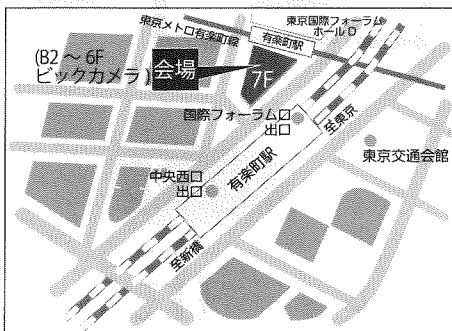 東京メトロ有楽町線
有楽町駅
東京国際フォーラム
ホールD
(B2～6F
ビックカメラ)
会場
7F
国際フォーラム口
出口
至東京
東京交通会館
中央西口
出口
有楽町駅
至新橋